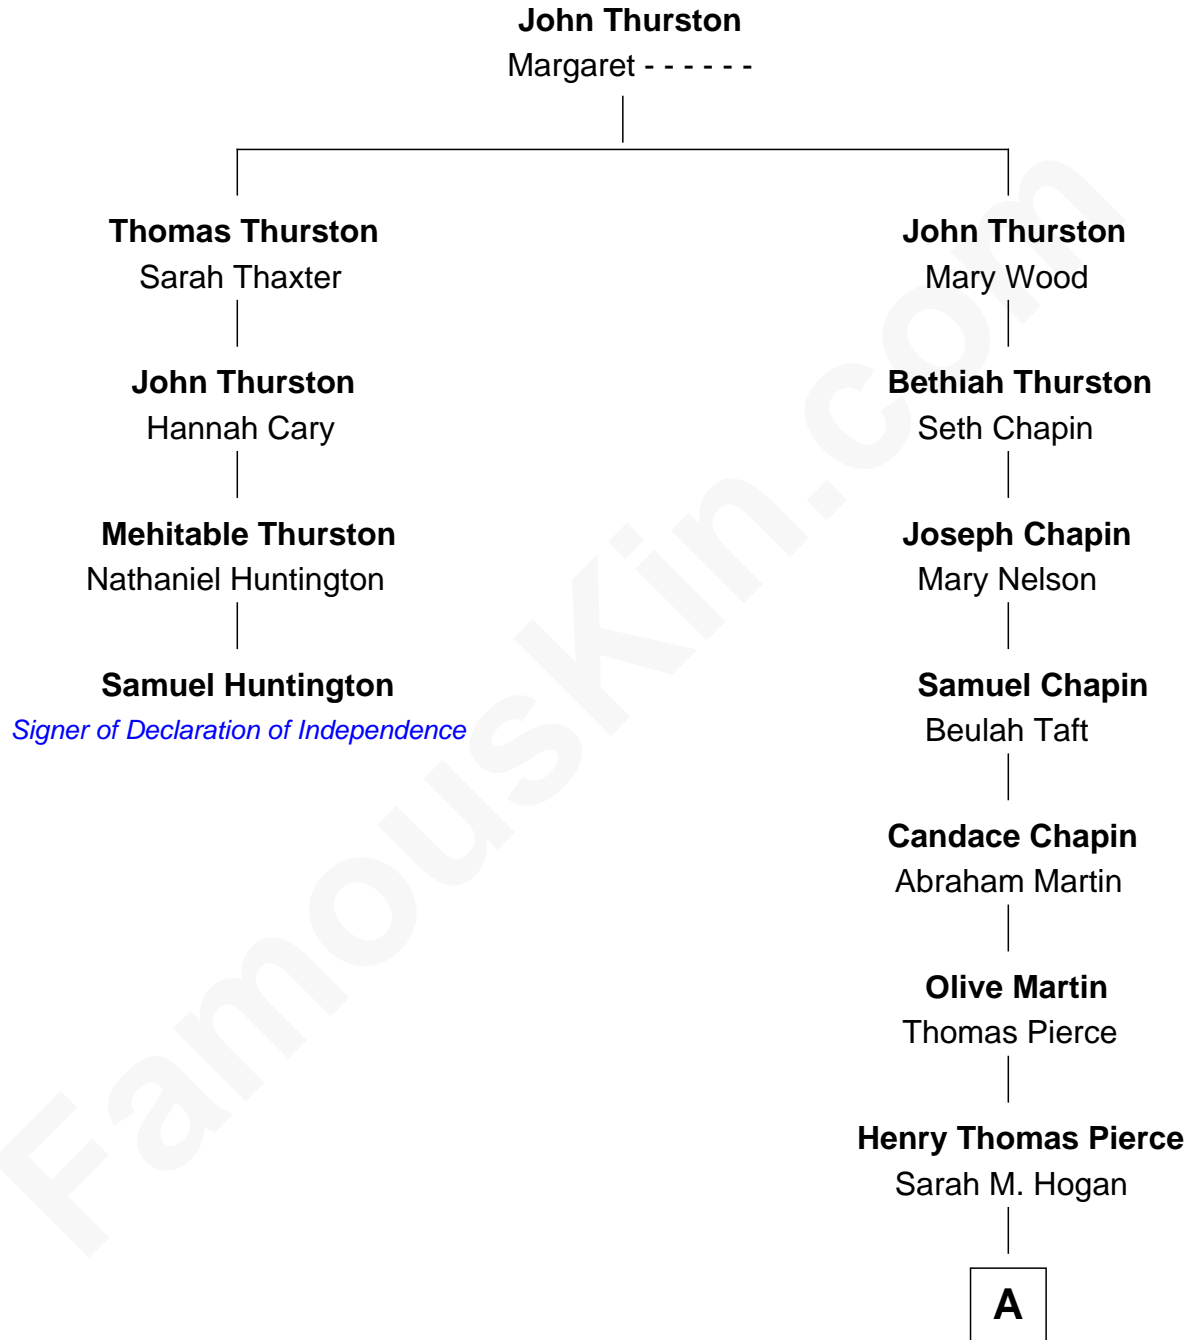 John Thurston
Margaret - - - - - -
Thomas Thurston
Sarah Thaxter
John Thurston
Mary Wood
John Thurston
Hannah Cary
Bethiah Thurston
Seth Chapin
Mehitable Thurston
Nathaniel Huntington
Joseph Chapin
Mary Nelson
Samuel Huntington
Signer of Declaration of Independence
Samuel Chapin
Beulah Taft
Candace Chapin
Abraham Martin
Olive Martin
Thomas Pierce
Henry Thomas Pierce
Sarah M. Hogan
A
FamousKin.com